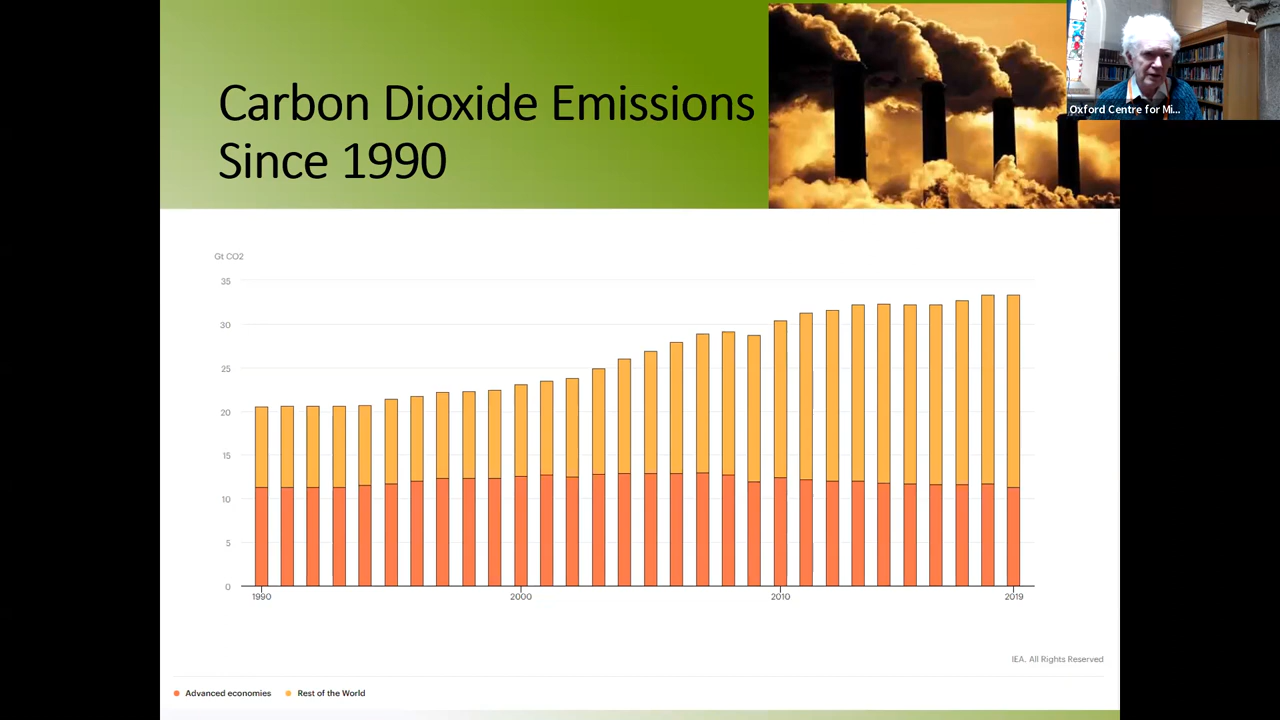 Carbon Dioxide Emissions
Since 1990
Oxford Centre for Mi...
Gt CO2
35
30
25
20
15
10
5
0
1990 2000 2010 2019
IEA. All Rights Reserved
Advanced economies Rest of the World